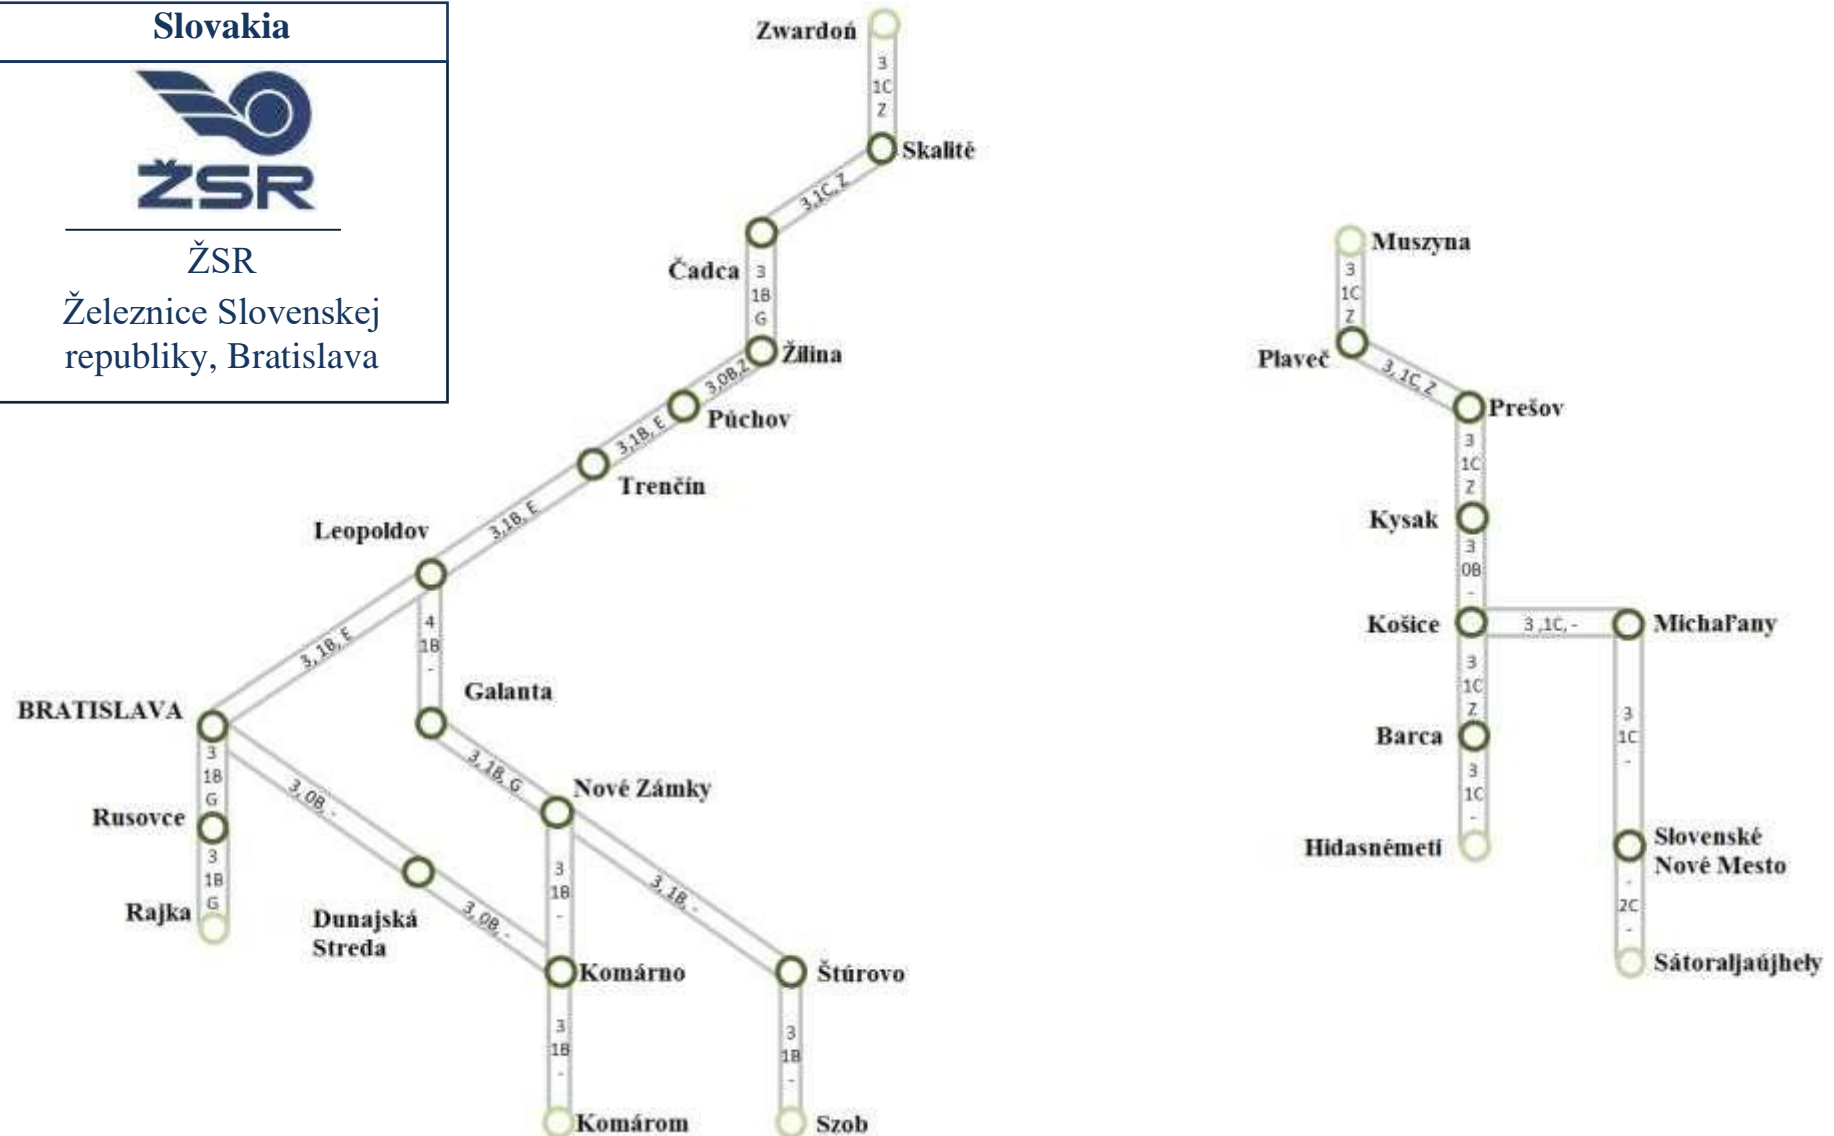 Slovakia
ŽSR
ŽSR
Železnice Slovenskej
republiky, Bratislava
Zwardoń
3
1C
Z
Skalité
3,1C, Z
Čadca
3
1B
G
Žilina
3,0B,Z
Púchov
3,1B, E
Trenčín
3,1B, E
Leopoldov
3, 1B, E
4
1B
-
Galanta
BRATISLAVA
3
1B
G
3, 1B, G
Nové Zámky
Rusovce
3, 0B, -
3
1B
G
Rajka
Dunajská
Streda
3, 0B, -
3
1B
-
3, 1B, -
Komárno
Štúrovo
3
1B
-
3
1B
-
Komárom
Szob
Muszyna
3
1C
Z
Plaveč
3, 1C, Z
Prešov
3
1C
Z
Kysak
3
0B
-
Košice
3 ,1C, -
Michaľany
3
1C
Z
3
1C
-
Barca
3
1C
-
Hidasnémeti
Slovenské
Nové Mesto
-
2C
-
Sátoraljaújhely